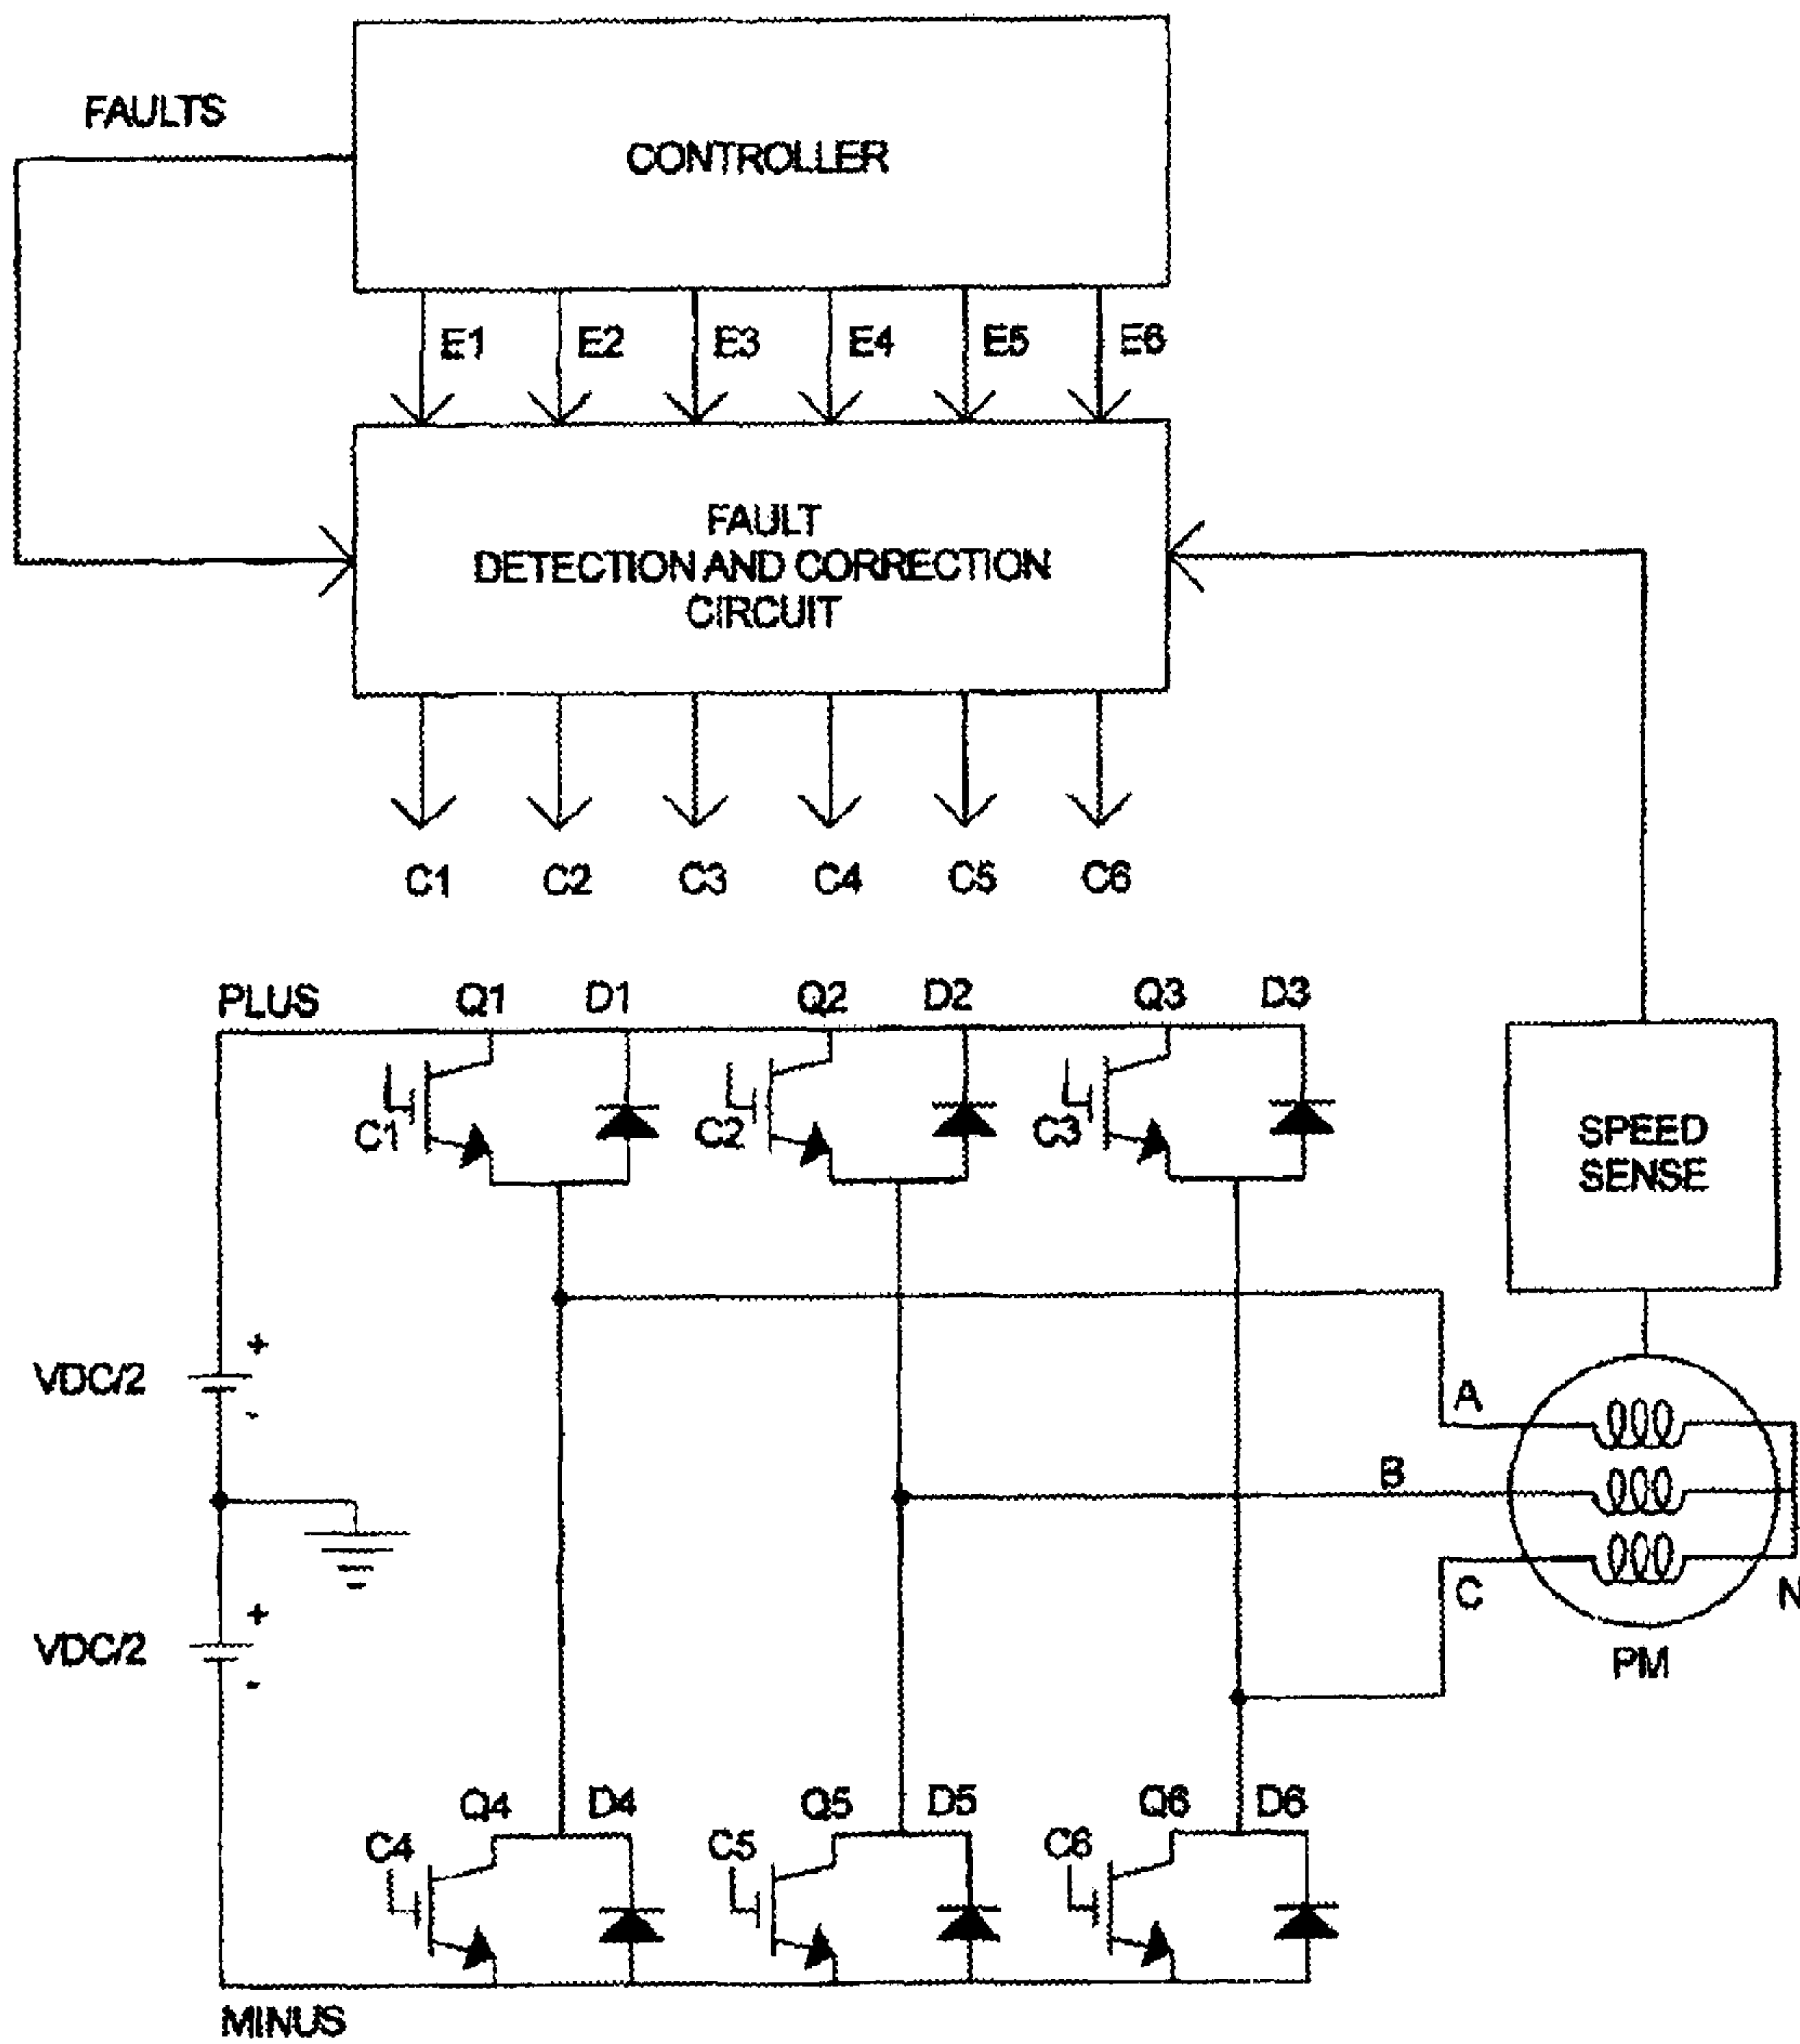 FAULTS
CONTROLLER
E1 E2 E3 E4 E5 E6
FAULT
DETECTION AND CORRECTION
CIRCUIT
C1 C2 C3 C4 C5 C6
PLUS Q1 D1 Q2 D2 Q3 D3
C1 C2 C3
SPEED
SENSE
+
VDC/2
-
A
B
C N
+
VDC/2
-
PM
Q4 D4 Q5 D5 Q6 D6
C4 C5 C6
MINUS